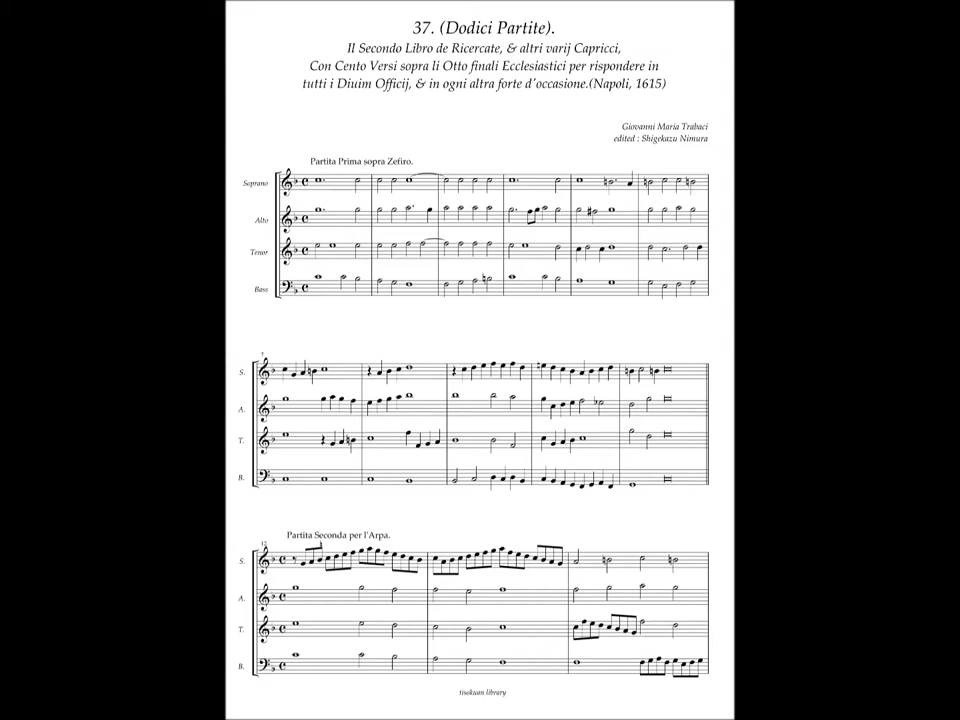 37. (Dodici Partite).
Il Secondo Libro de Ricercate, & altri varij Capricci,
Con Cento Versi sopra li Otto finali Ecclesiastici per rispondere in
tutti i Diuim Officij, & in ogni altra forte d'occasione.(Napoli, 1615)
Giovanni Maria Trabaci
edited : Shigekazu Nimura
Partita Prima sopra Zefiro.
Soprano
Alto
Tenor
Bass
7
S.
A.
T.
B.
Partita Seconda per l'Arpa.
12
S.
A.
T.
B.
tisekuan library